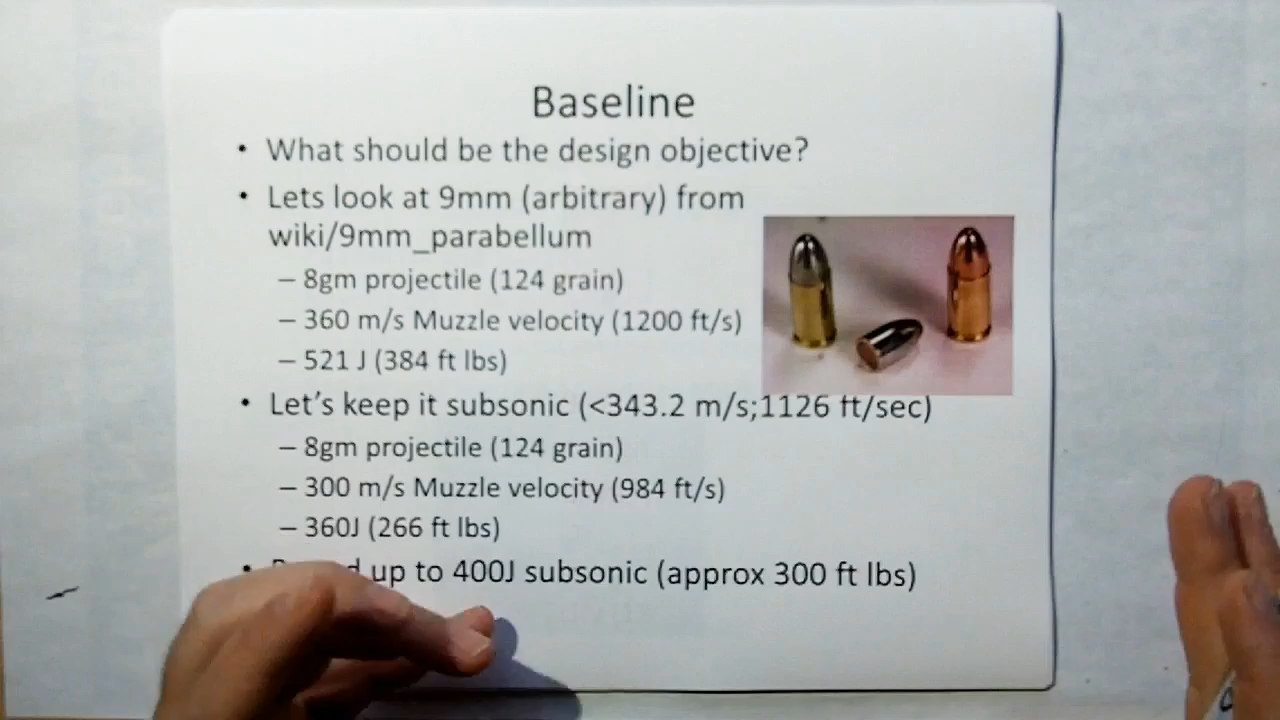 Baseline
• What should be the design objective?
• Lets look at 9mm (arbitrary) from
wiki/9mm_parabellum
– 8gm projectile (124 grain)
– 360 m/s Muzzle velocity (1200 ft/s)
– 521 J (384 ft lbs)
• Let's keep it subsonic (<343.2 m/s;1126 ft/sec)
– 8gm projectile (124 grain)
– 300 m/s Muzzle velocity (984 ft/s)
– 360J (266 ft lbs)
• up to 400J subsonic (approx 300 ft lbs)